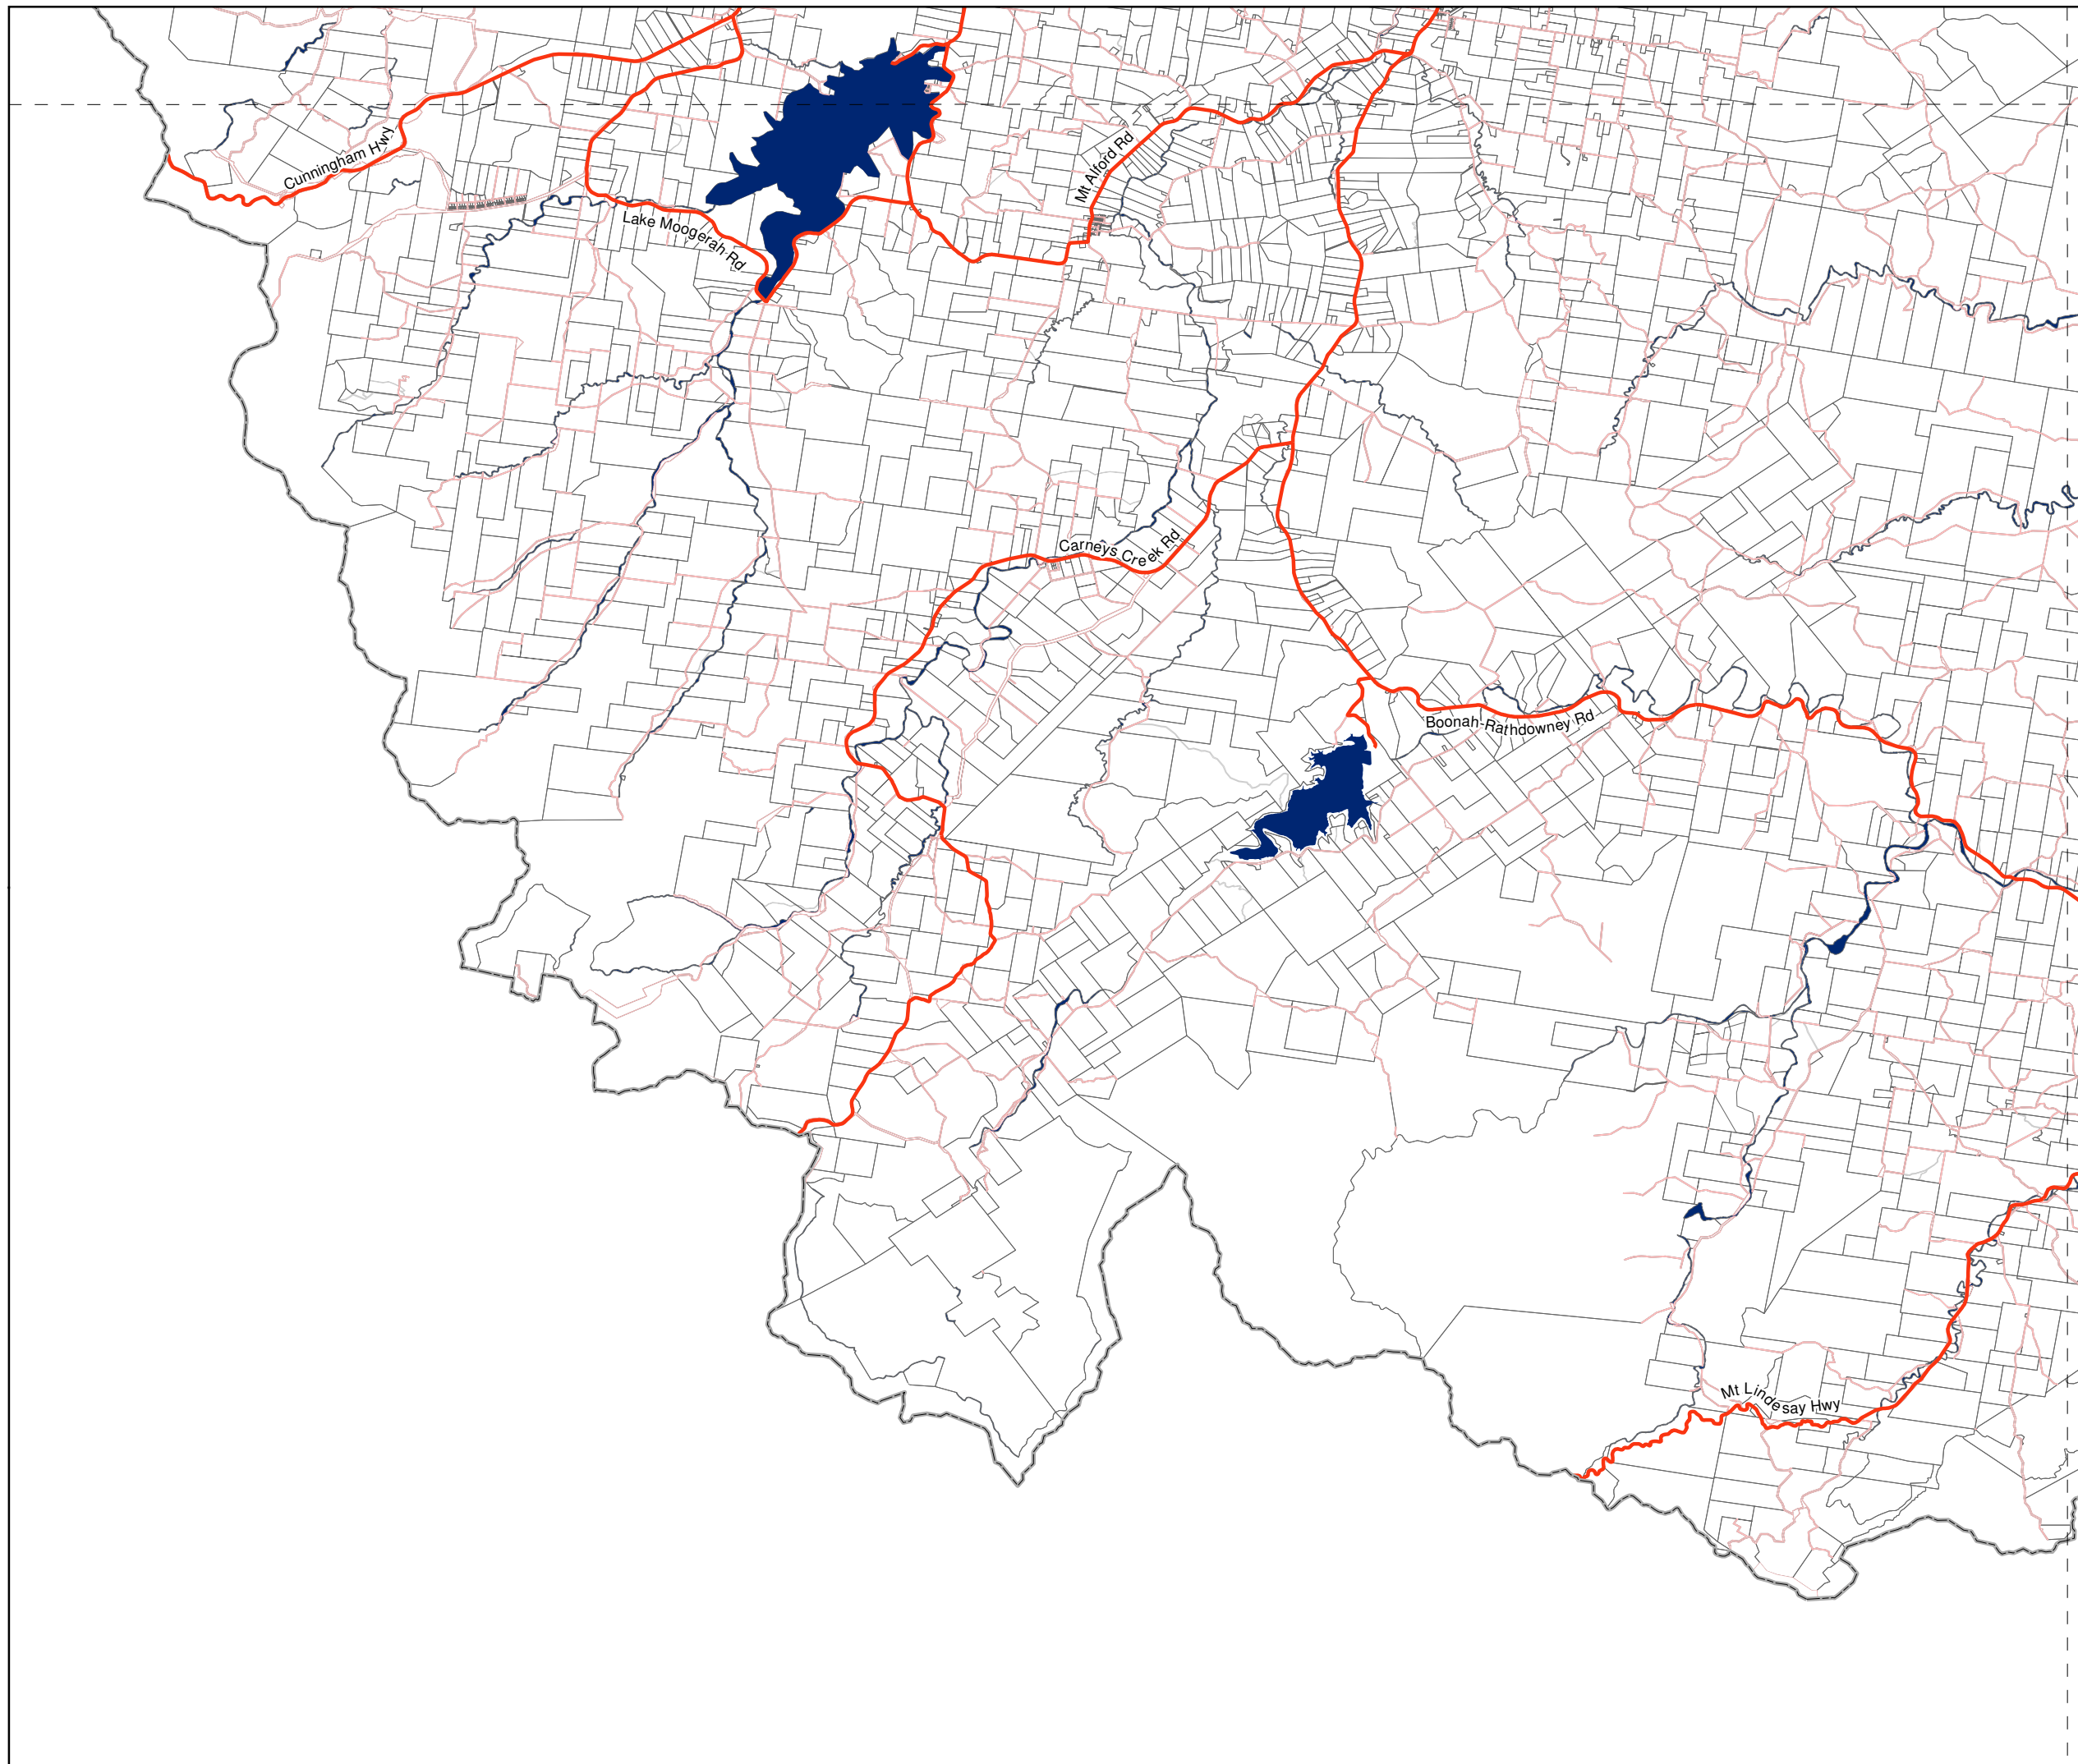 Cunningham Hwy
Mt Alford Rd
Lake Moogerah Rd
Carneys Creek Rd
Boonah-Rathdowney Rd
Mt Lindesay Hwy